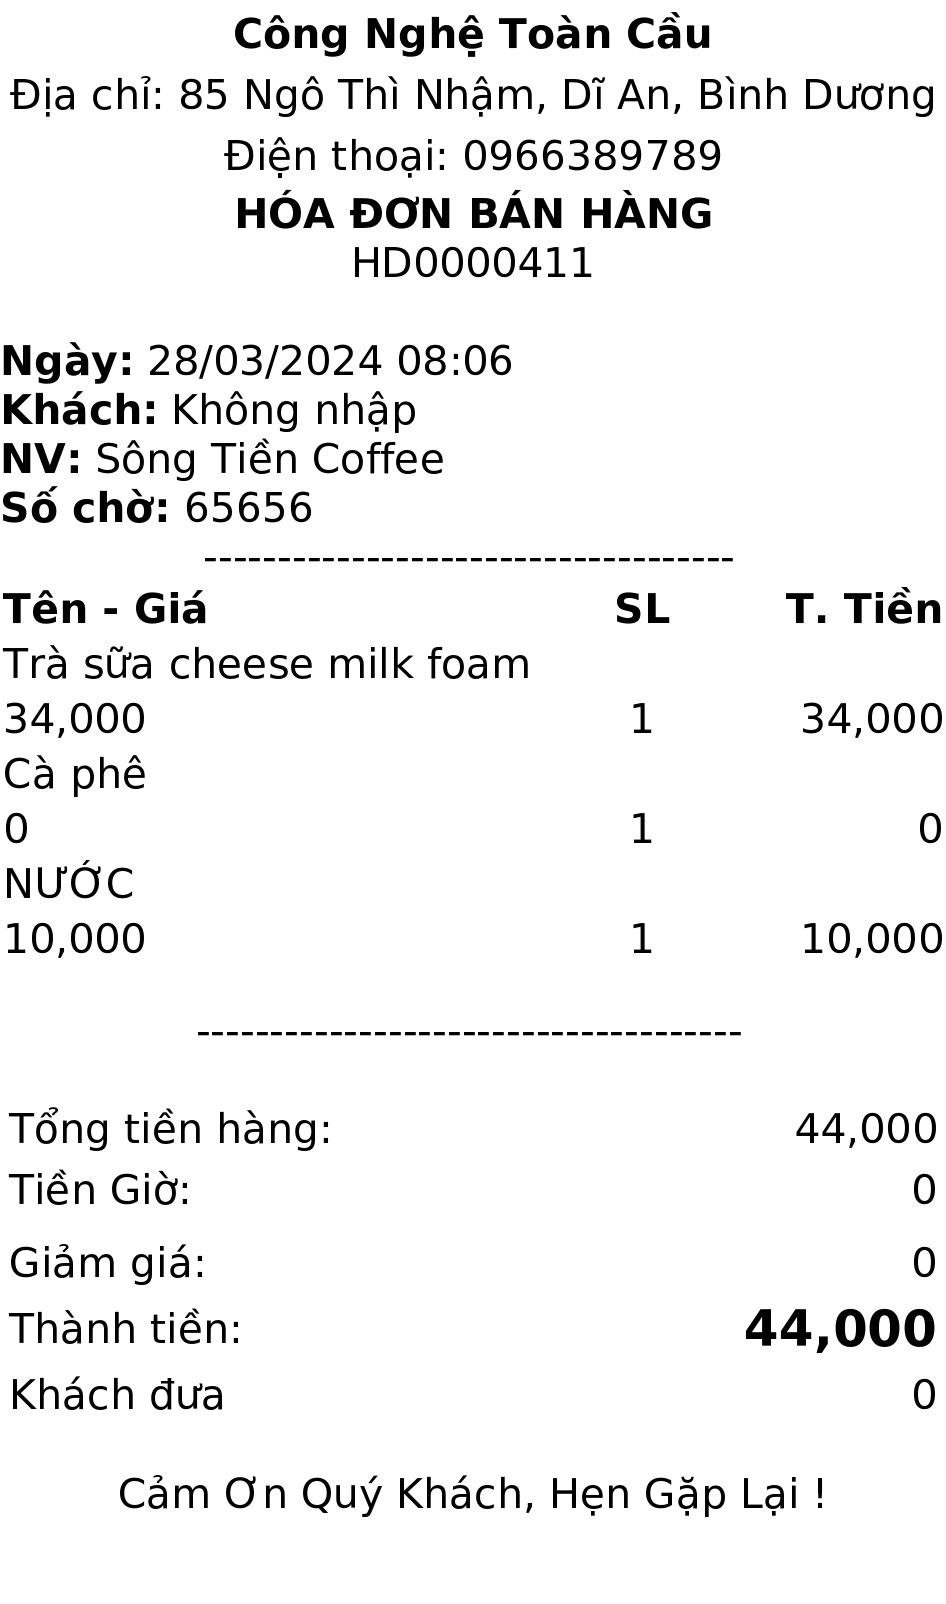 Công Nghệ Toàn Cầu
Địa chỉ: 85 Ngô Thì Nhậm, Dĩ An, Bình Dương
Điện thoại: 0966389789
HÓA ĐƠN BÁN HÀNG
HD0000411
Ngày: 28/03/2024 08:06
Khách: Không nhập
NV: Sông Tiền Coffee
Số chờ: 65656
------------------------------------
Tên - Giá SL T. Tiền
Trà sữa cheese milk foam
34,000 1 34,000
Cà phê
0 1 0
NƯỚC
10,000 1 10,000
-------------------------------------
Tổng tiền hàng: 44,000
Tiền Giờ: 0
Giảm giá: 0
Thành tiền: 44,000
Khách đưa 0
Cảm Ơn Quý Khách, Hẹn Gặp Lại !